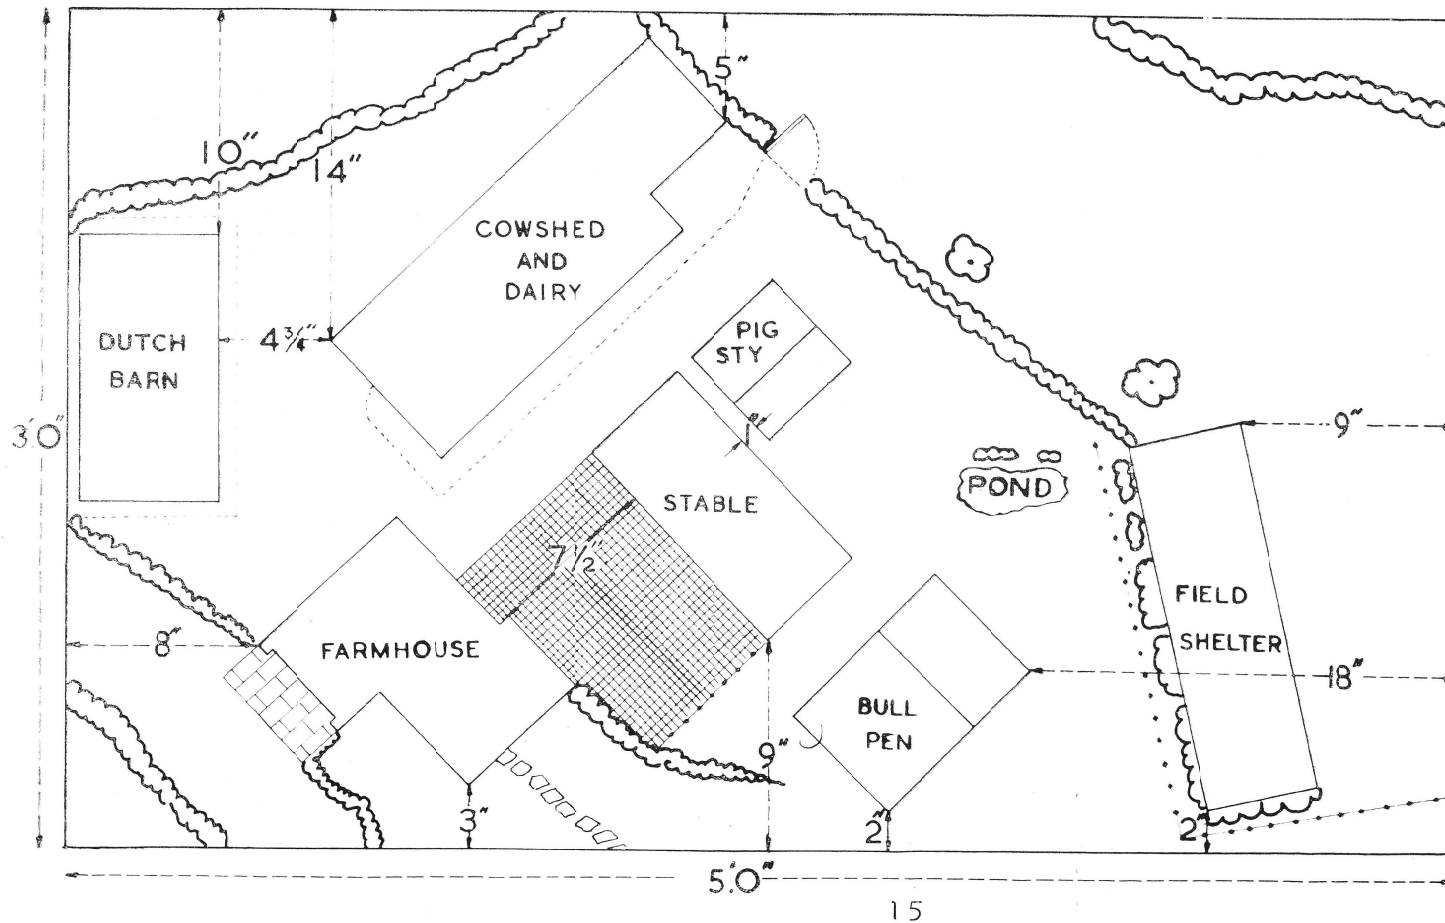 5"
10"
14"
COWSHED
AND
DAIRY
DUTCH
BARN
4¾"
PIG
STY
3'0"
1"
9"
STABLE
POND
7½"
FIELD
SHELTER
8"
FARMHOUSE
18"
BULL
PEN
9"
3"
2"
2"
5'0"
15